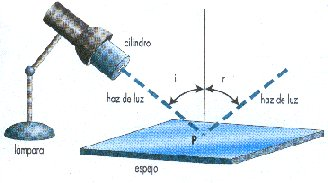 cilindro
i
r
haz de luz
haz de luz
P
lampara
espejo